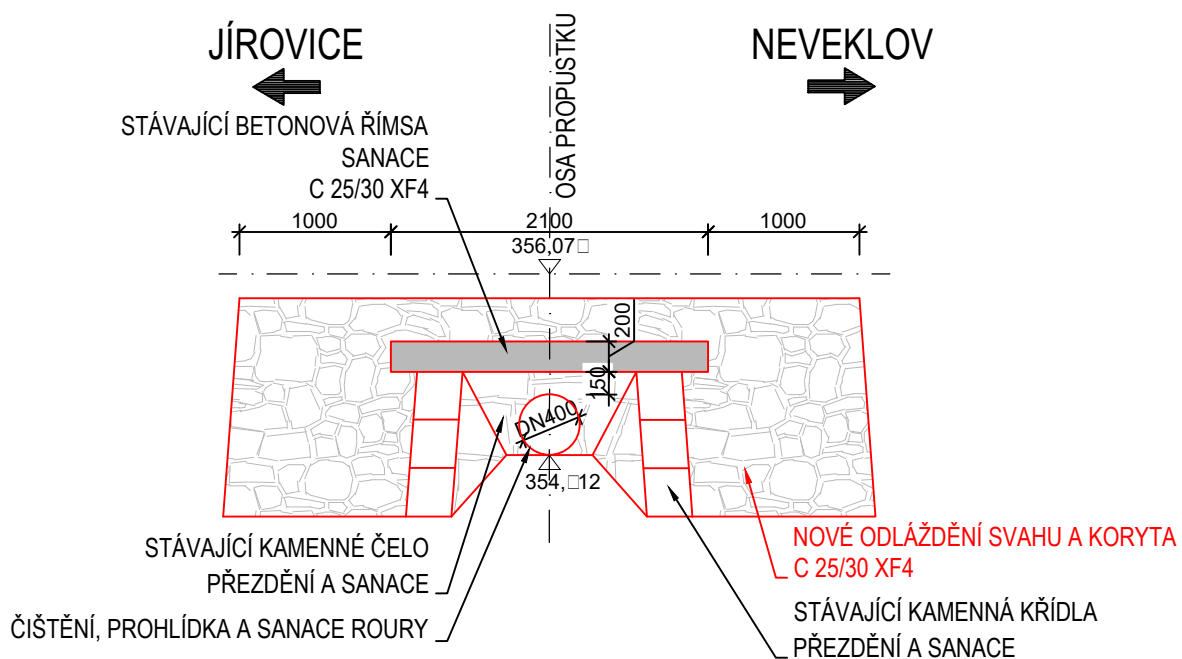 JÍROVICE
NEVEKLOV
OSA PROPUSTKU
STÁVAJÍCÍ BETONOVÁ ŘÍMSA
SANACE
C 25/30 XF4
1000
2100
1000
356,07□
200
150
DN400
354,□12
STÁVAJÍCÍ KAMENNÉ ČELO
PŘEZDĚNÍ A SANACE
ČIŠTĚNÍ, PROHLÍDKA A SANACE ROURY
NOVÉ ODLÁŽDĚNÍ SVAHU A KORYTA
C 25/30 XF4
STÁVAJÍCÍ KAMENNÁ KŘÍDLA
PŘEZDĚNÍ A SANACE